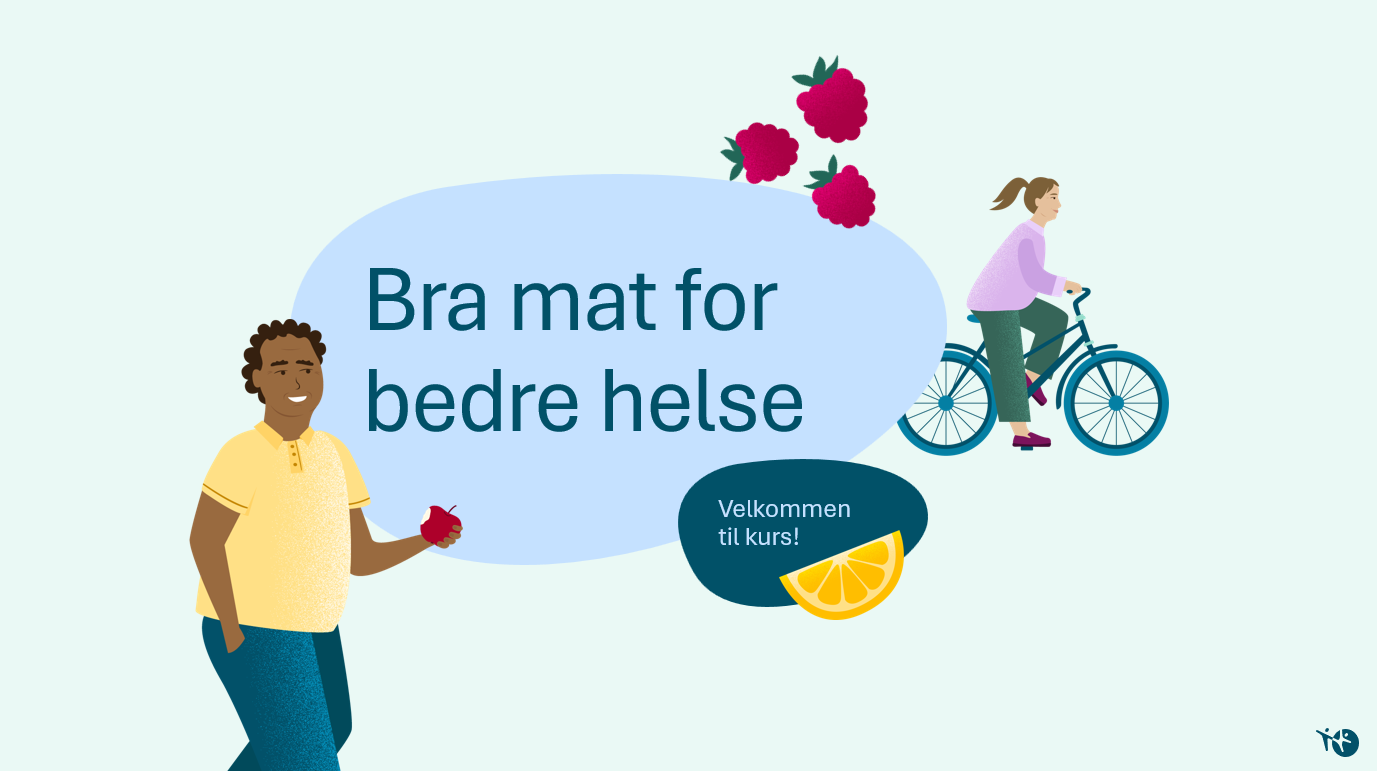 Bra mat for
bedre helse
Velkommen
til kurs!